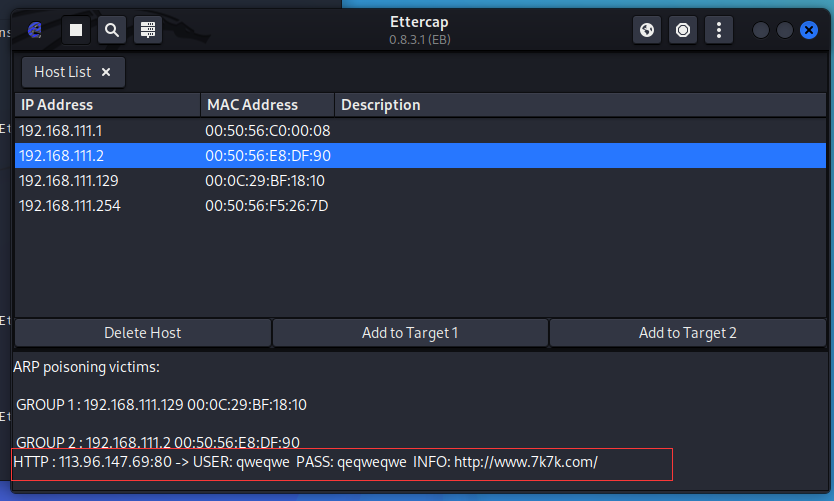 Ettercap
0.8.3.1 (EB)
Host List ×
IP Address MAC Address Description
192.168.111.1 00:50:56:C0:00:08
192.168.111.2 00:50:56:E8:DF:90
192.168.111.129 00:0C:29:BF:18:10
192.168.111.254 00:50:56:F5:26:7D
Delete Host Add to Target 1 Add to Target 2
ARP poisoning victims:
GROUP 1 : 192.168.111.129 00:0C:29:BF:18:10
GROUP 2 : 192.168.111.2 00:50:56:E8:DF:90
HTTP : 113.96.147.69:80 -> USER: qweqwe PASS: qeqweqwe INFO: http://www.7k7k.com/